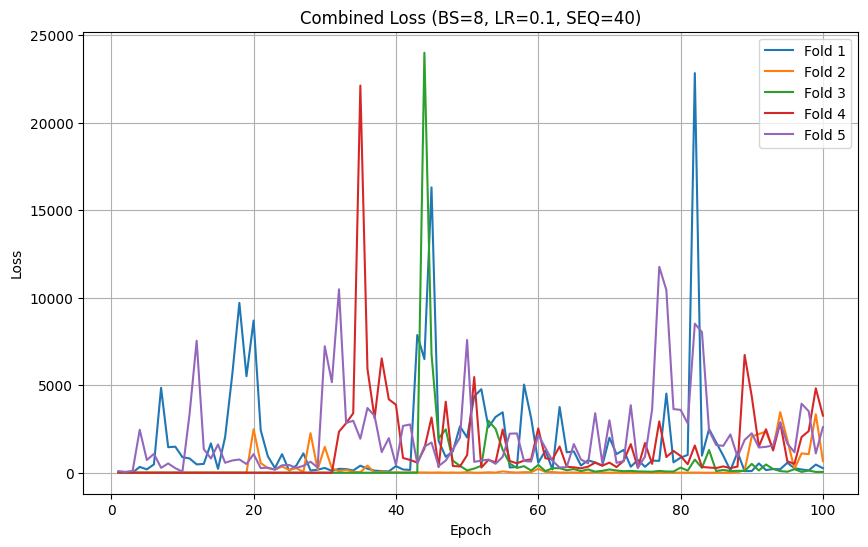 Combined Loss (BS=8, LR=0.1, SEQ=40)
25000
20000
15000
10000
5000
0
Loss
0
20
40
60
80
100
Epoch
Fold 1
Fold 2
Fold 3
Fold 4
Fold 5